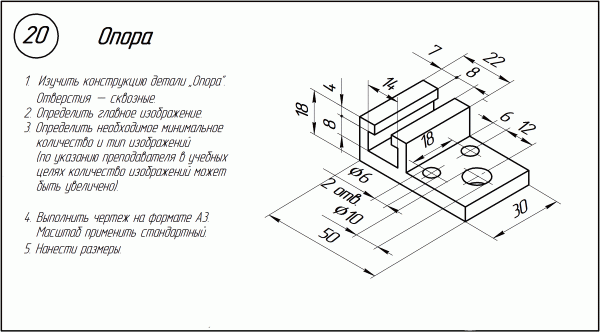 20
Опора
1. Изучить конструкцию детали „Опора".
Отверстия — сквозные.
2. Определить главное изображение.
3. Определить необходимое минимальное
количество и тип изображений
(по указанию преподавателя в учебных
целях количество изображений может
быть увеличено).
4. Выполнить чертеж на формате А3.
Масштаб применить стандартный.
5. Нанести размеры.
7
22
8
14
4
18
8
6
12
18
⌀6
2 отв.
⌀10
50
30